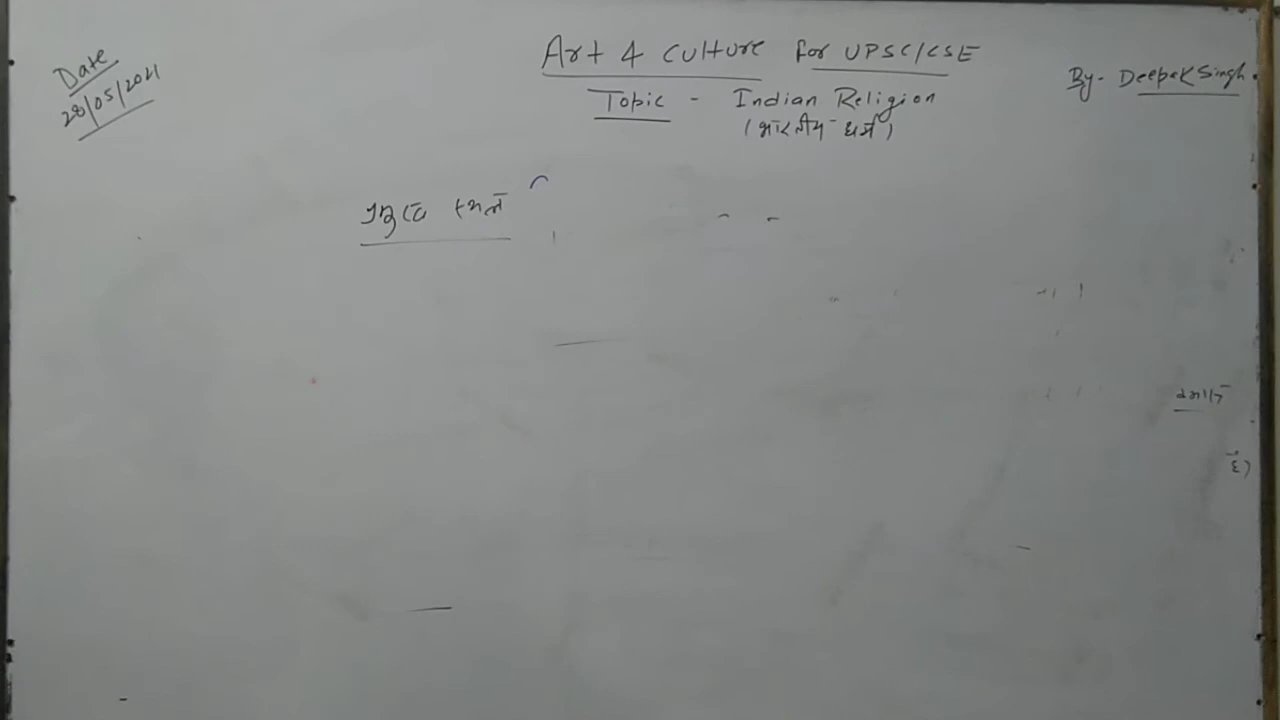 Date
28/05/2021
Art & Culture for UPSC/CSE
Topic - Indian Religion
(भारतीय धर्म)
By- Deepak Singh.